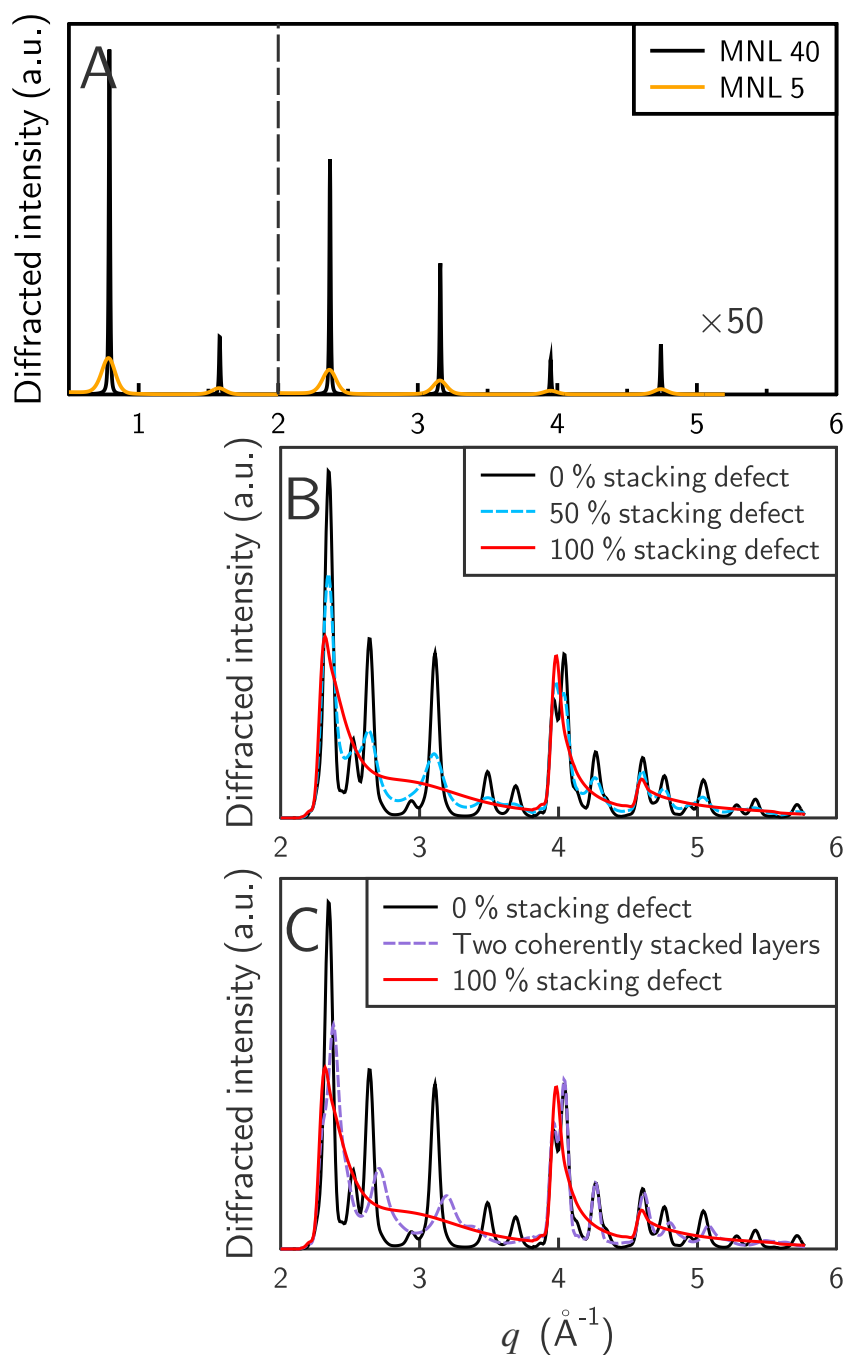 A
Diffracted intensity (a.u.)
MNL 40
MNL 5
×50
1 2 3 4 5 6
B
Diffracted intensity (a.u.)
0 % stacking defect
50 % stacking defect
100 % stacking defect
2 3 4 5 6
C
Diffracted intensity (a.u.)
0 % stacking defect
Two coherently stacked layers
100 % stacking defect
2 3 4 5 6
q (Å⁻¹)